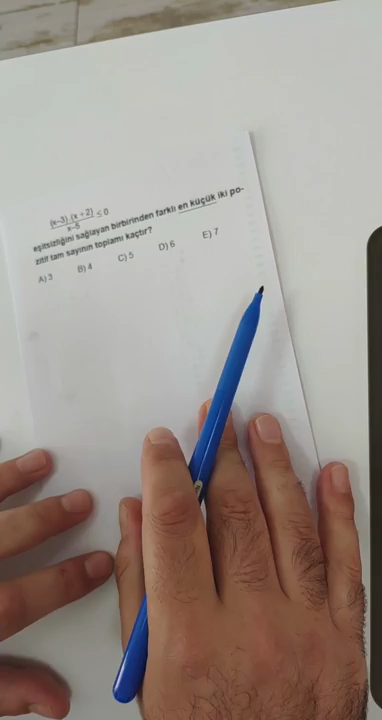 (x-3).(x+2)
x-5
≤ 0
eşitsizliğini sağlayan birbirinden farklı en küçük iki po-
zitif tam sayının toplamı kaçtır?
A) 3 B) 4 C) 5 D) 6 E) 7